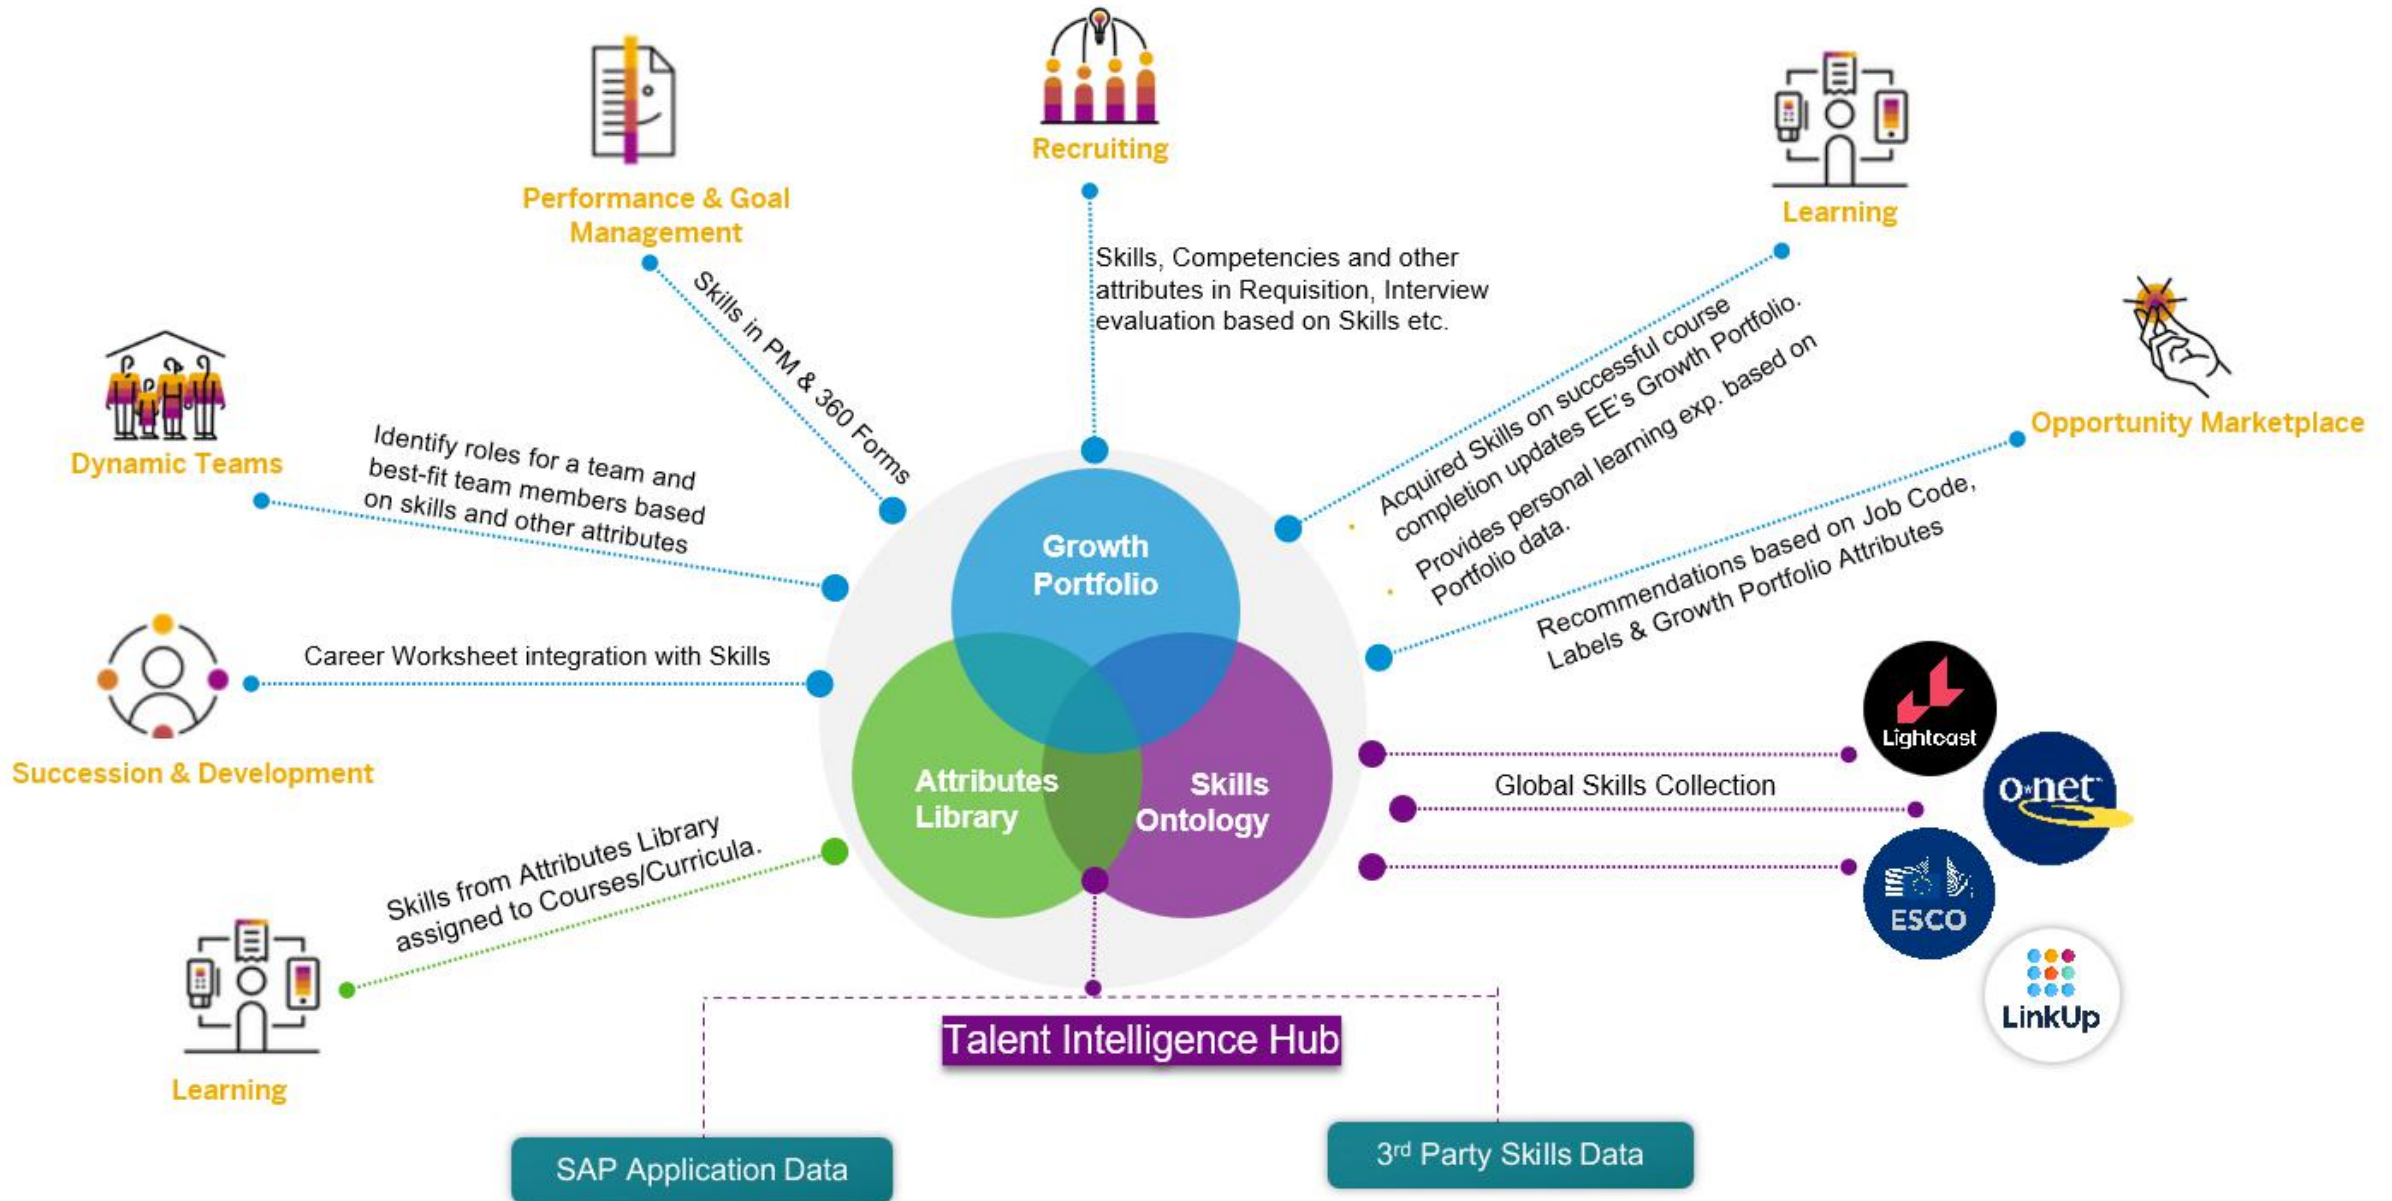 Recruiting
Performance & Goal
Management
Learning
Skills, Competencies and other
attributes in Requisition, Interview
evaluation based on Skills etc.
Skills in PM & 360 Forms
Acquired Skills on successful course
completion updates EE's Growth Portfolio.
Provides personal learning exp. based on
Portfolio data.
Opportunity Marketplace
Dynamic Teams
Identify roles for a team and
best-fit team members based
on skills and other attributes
Recommendations based on Job Code,
Labels & Growth Portfolio Attributes
Growth
Portfolio
Career Worksheet integration with Skills
Succession & Development
Attributes
Library
Skills
Ontology
Lightcast
Global Skills Collection
o*net
ESCO
LinkUp
Skills from Attributes Library
assigned to Courses/Curricula.
Learning
Talent Intelligence Hub
SAP Application Data
3rd Party Skills Data